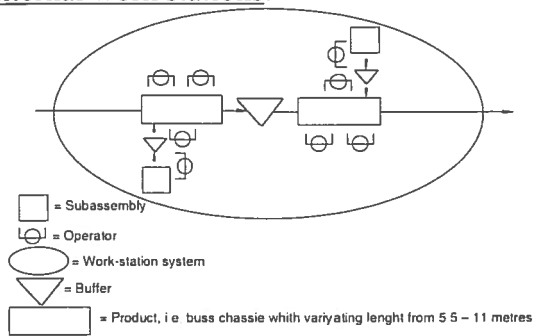 = Subassembly
= Operator
= Work-station system
= Buffer
= Product, i e buss chassie whith variyating lenght from 5 5 – 11 metres